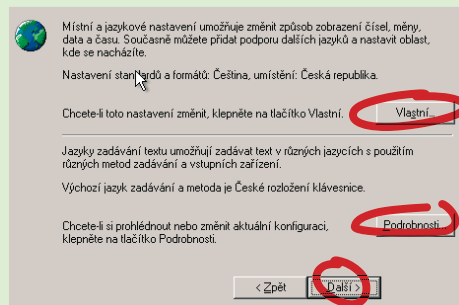 Místní a jazykové nastavení umožňuje změnit způsob zobrazení čísel, měny,
data a času. Současně můžete přidat podporu dalších jazyků a nastavit oblast,
kde se nacházíte.
Nastavení standardů a formátů: Čeština, umístění: Česká republika.
Chcete-li toto nastavení změnit, klepněte na tlačítko Vlastní.
Vlastní...
Jazyky zadávání textu umožňují zadávat text v různých jazycích s použitím
různých metod zadávání a vstupních zařízení.
Výchozí jazyk zadávání a metoda je České rozložení klávesnice.
Chcete-li si prohlédnout nebo změnit aktuální konfiguraci,
klepněte na tlačítko Podrobnosti.
Podrobnosti...
< Zpět
Další >